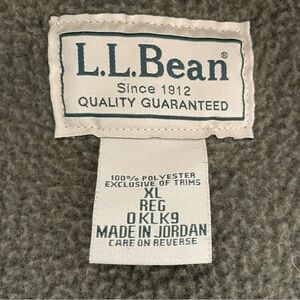 L.L.Bean®
Since 1912
QUALITY GUARANTEED
100% POLYESTER
EXCLUSIVE OF TRIMS
XL
REG
0KLK9
MADE IN JORDAN
CARE ON REVERSE